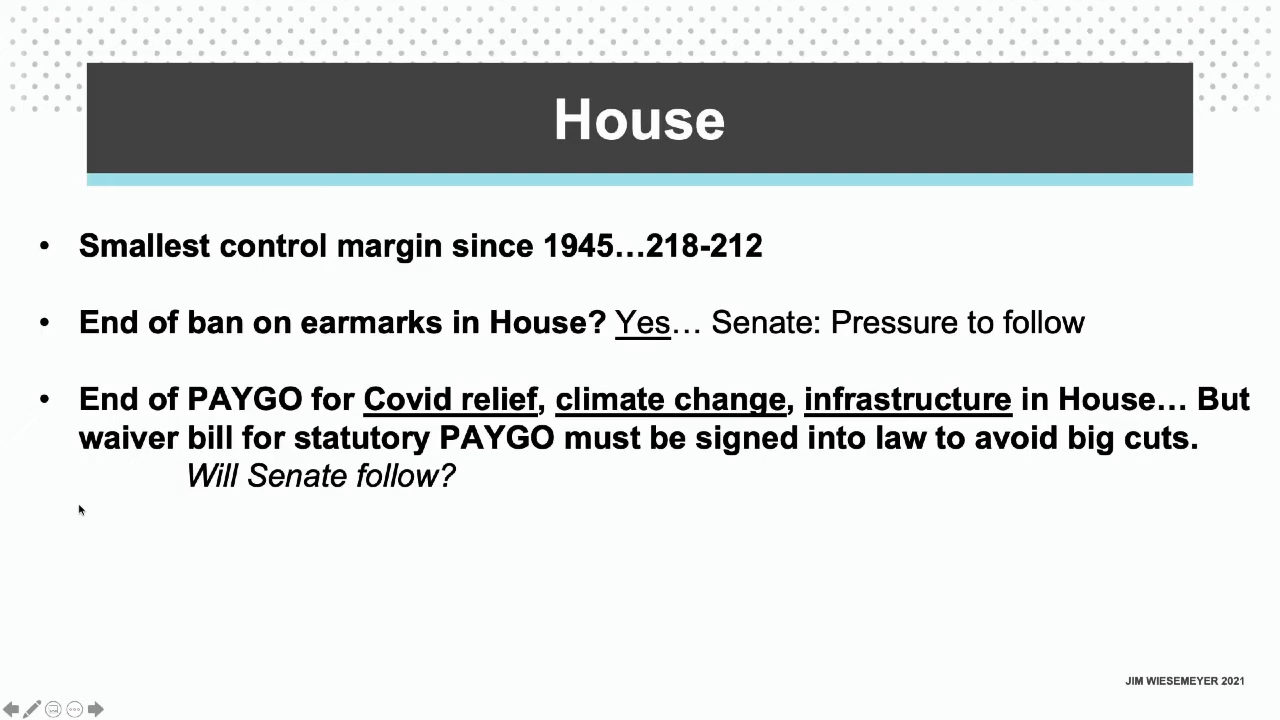 House
• Smallest control margin since 1945…218-212
• End of ban on earmarks in House? Yes… Senate: Pressure to follow
• End of PAYGO for Covid relief, climate change, infrastructure in House… But
waiver bill for statutory PAYGO must be signed into law to avoid big cuts.
Will Senate follow?
JIM WIESEMEYER 2021